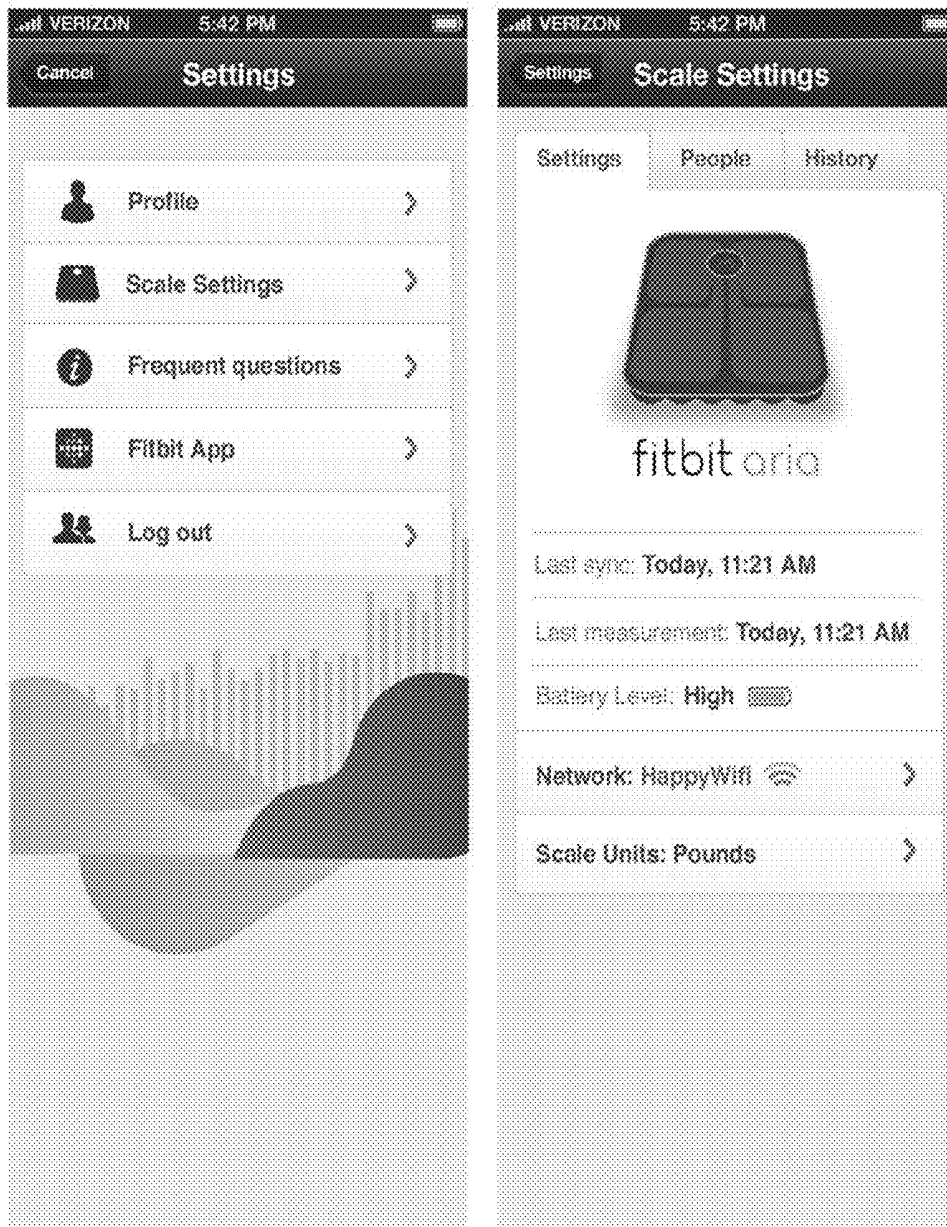 VERIZON 5:42 PM
Cancel Settings
Profile
Scale Settings
Frequent questions
Fitbit App
Log out
VERIZON 5:42 PM
Settings Scale Settings
Settings People History
fitbit aria
Last sync: Today, 11:21 AM
Last measurement: Today, 11:21 AM
Battery Level: High
Network: HappyWifi
Scale Units: Pounds